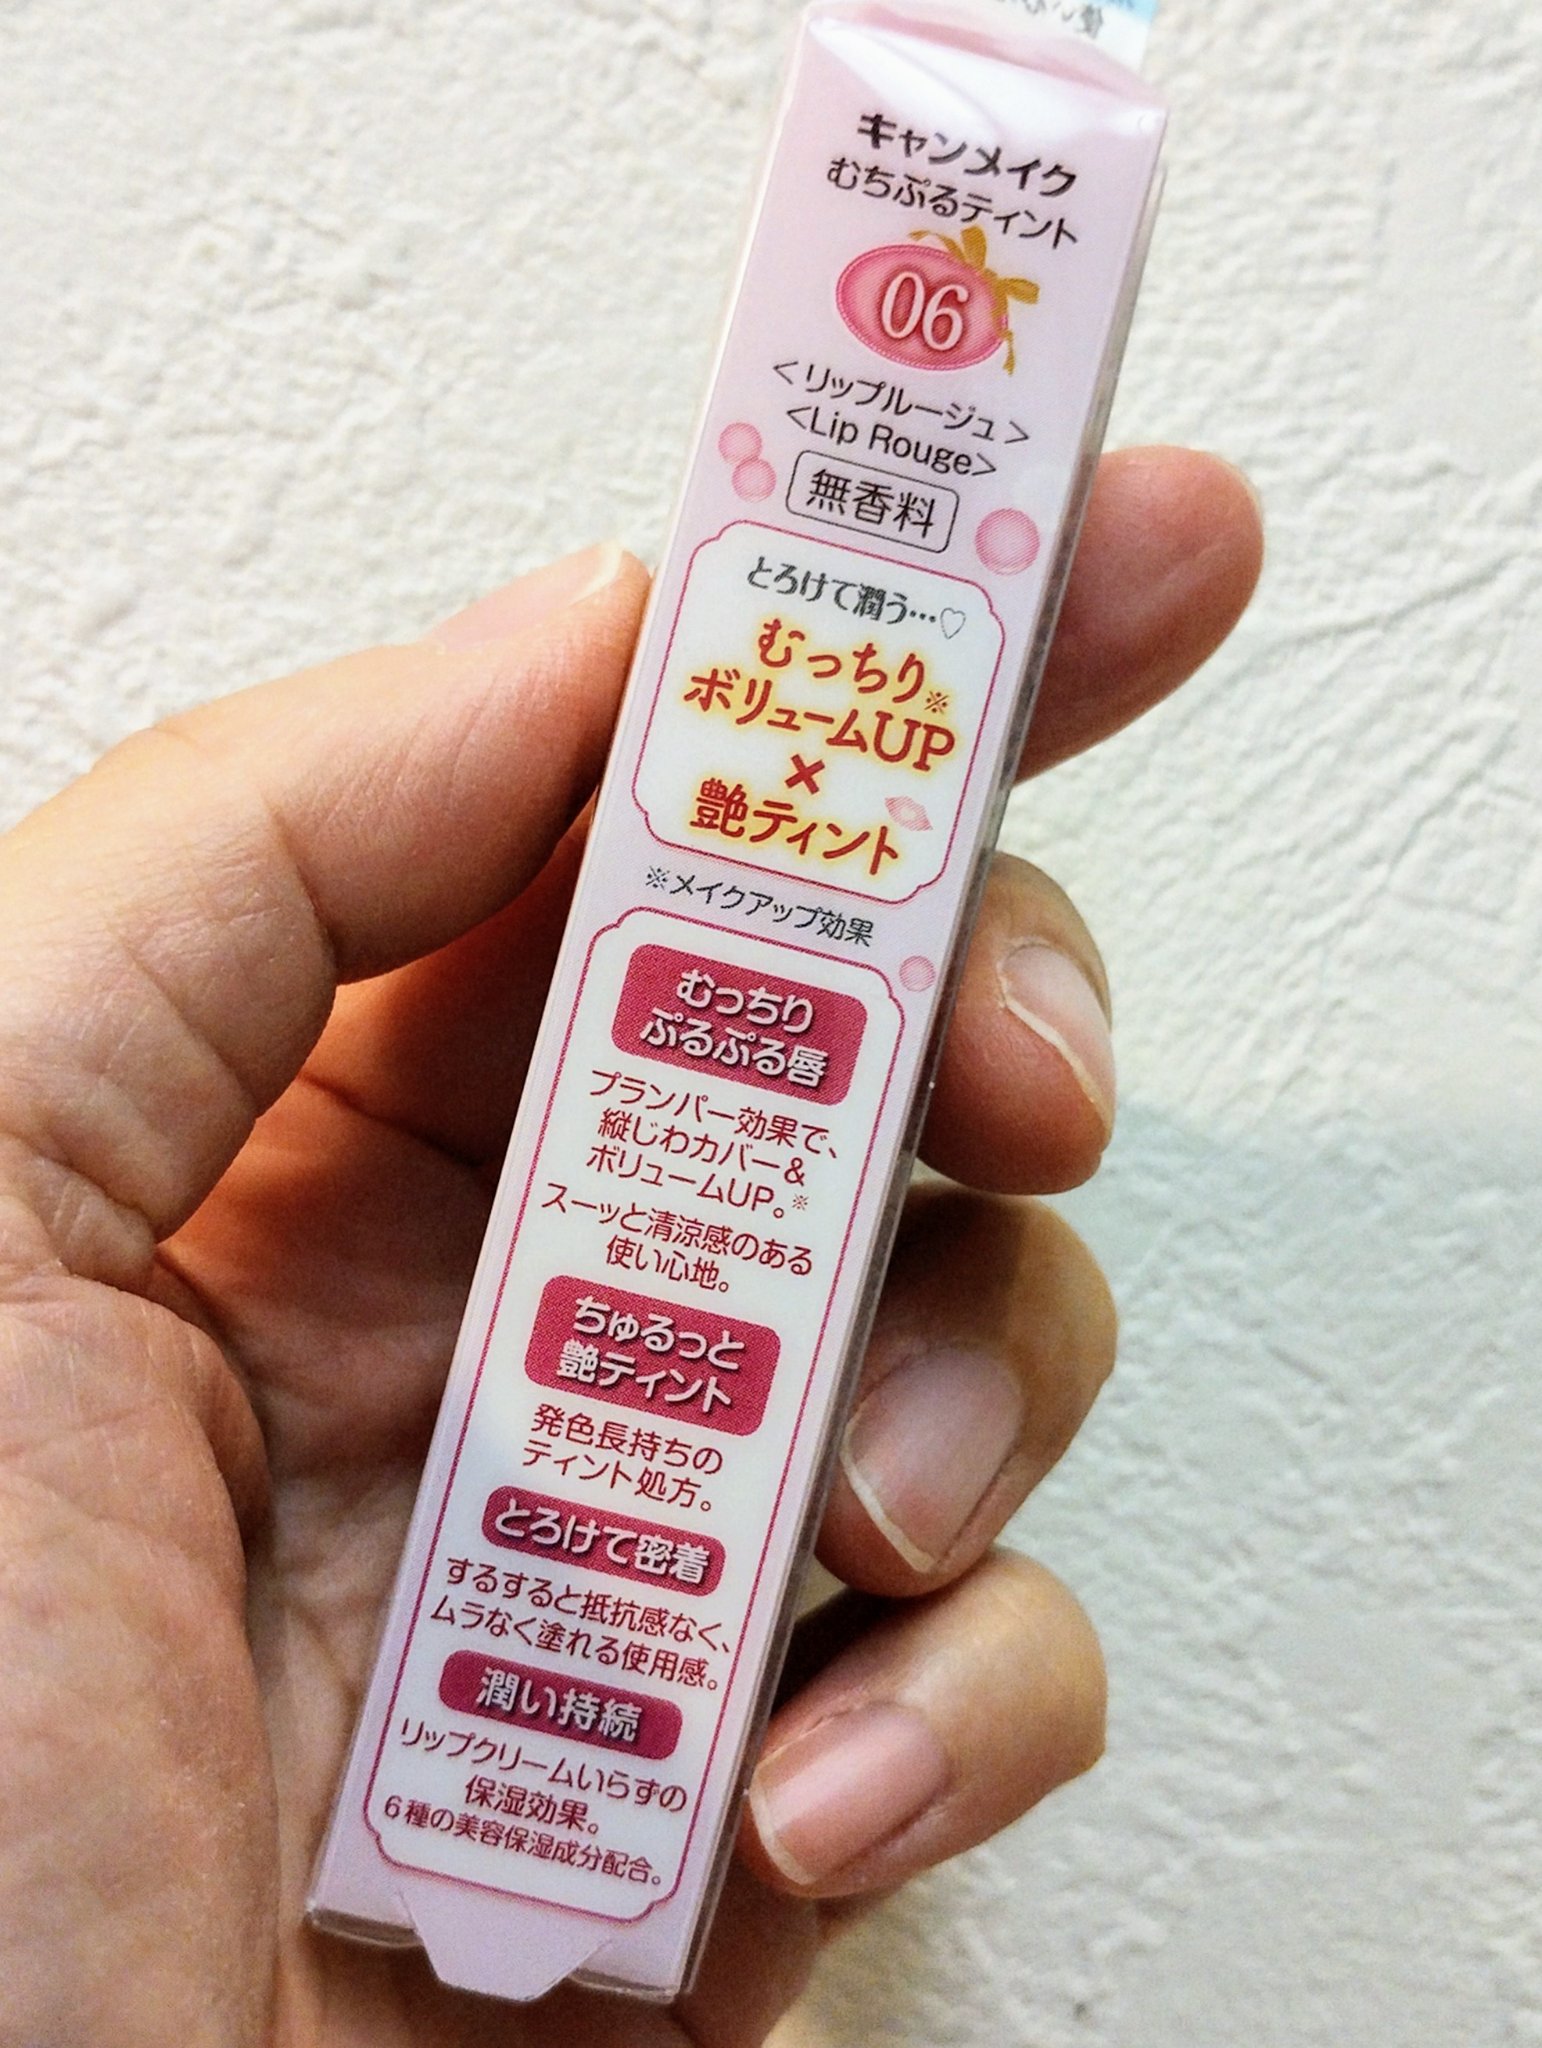 キャンメイク
むちぷるティント
06
<リップルージュ>
<Lip Rouge>
無香料
とろけて潤う…♡
むっちり※
ボリュームUP
×
艶ティント
※メイクアップ効果
むっちり
ぷるぷる唇
プランパー効果で、
縦じわカバー&
ボリュームUP。※
スーッと清涼感のある
使い心地。
ちゅるっと
艶ティント
発色長持ちの
ティント処方。
とろけて密着
するすると抵抗感なく、
ムラなく塗れる使用感。
潤い持続
リップクリームいらずの
保湿効果。
6種の美容保湿成分配合。